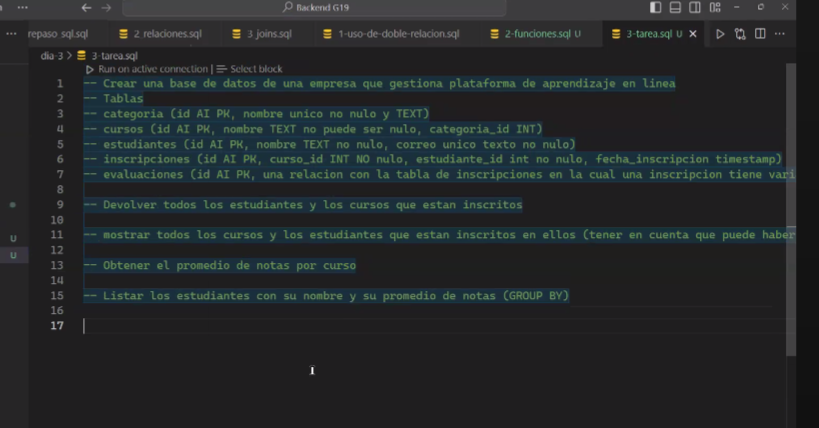 Backend G19
repaso sql.sql
2_relaciones.sql
3 joins.sql
1-uso-de-doble-relacion.sql
2-funciones.sql U
3-tarea.sql U
dia-3 > 3-tarea.sql
Run on active connection | Select block
1 -- Crear una base de datos de una empresa que gestiona plataforma de aprendizaje en linea
2 -- Tablas
3 -- categoria (id AI PK, nombre unico no nulo y TEXT)
4 -- cursos (id AI PK, nombre TEXT no puede ser nulo, categoria_id INT)
5 -- estudiantes (id AI PK, nombre TEXT no nulo, correo unico texto no nulo)
6 -- inscripciones (id AI PK, curso_id INT NO nulo, estudiante_id int no nulo, fecha_inscripcion timestamp)
7 -- evaluaciones (id AI PK, una relacion con la tabla de inscripciones en la cual una inscripcion tiene vari
8
9 -- Devolver todos los estudiantes y los cursos que estan inscritos
10
11 -- mostrar todos los cursos y los estudiantes que estan inscritos en ellos (tener en cuenta que puede haber
12
13 -- Obtener el promedio de notas por curso
14
15 -- Listar los estudiantes con su nombre y su promedio de notas (GROUP BY)
16
17
U
U